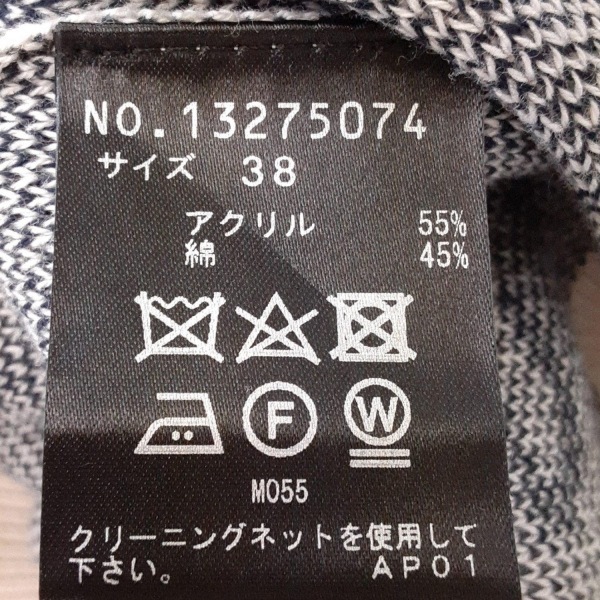 NO.13275074
サイズ 38
アクリル 55%
綿 45%
F W
M055
クリーニングネットを使用して
下さい。 AP01